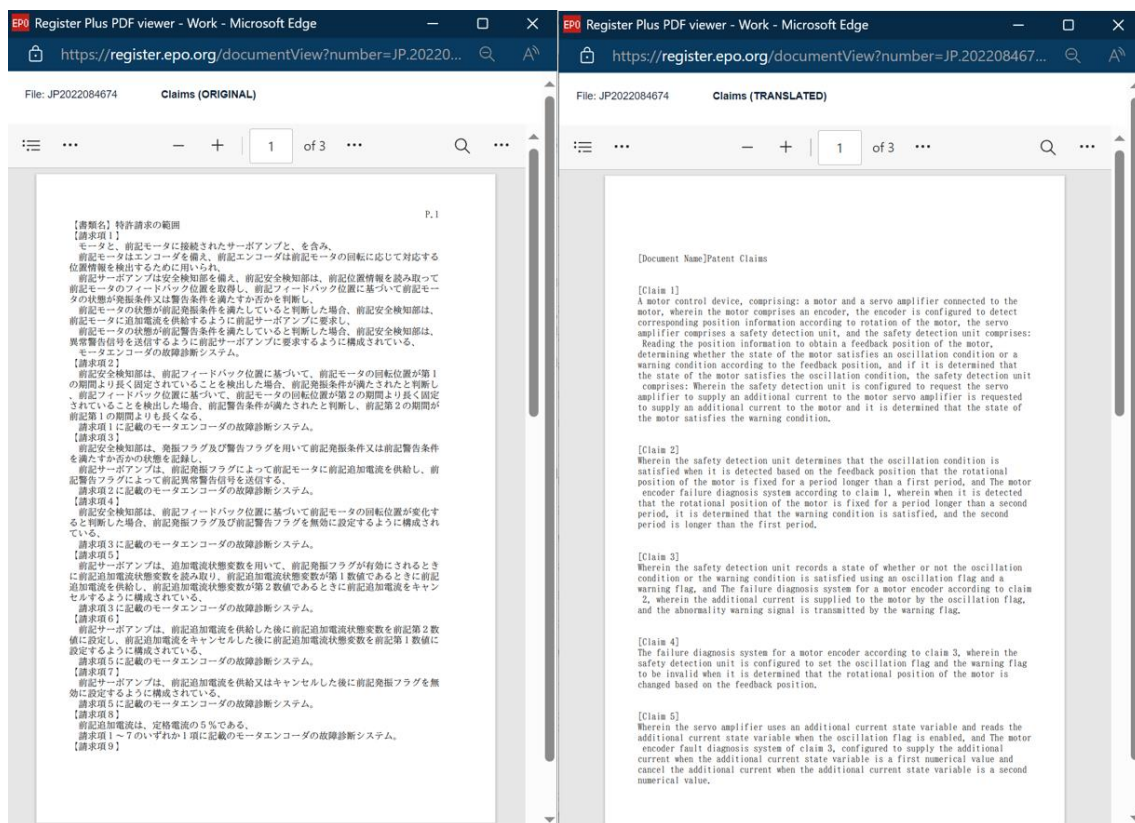 EPO Register Plus PDF viewer - Work - Microsoft Edge
https://register.epo.org/documentView?number=JP.20220...
File: JP2022084674 Claims (ORIGINAL)
1 of 3
P.1
【書類名】特許請求の範囲
【請求項1】
モータと、前記モータに接続されたサーボアンプと、を含み、
前記モータはエンコーダを備え、前記エンコーダは前記モータの回転に応じて対応する
位置情報を検出するために用いられ、
前記サーボアンプは安全検知部を備え、前記安全検知部は、前記位置情報を読み取って
前記モータのフィードバック位置を取得し、前記フィードバック位置に基づいて前記モー
タの状態が発振条件又は警告条件を満たすか否かを判断し、
前記モータの状態が前記発振条件を満たしていると判断した場合、前記安全検知部は、
前記モータに追加電流を供給するように前記サーボアンプに要求し、
前記モータの状態が前記警告条件を満たしていると判断した場合、前記安全検知部は、
異常警告信号を送信するように前記サーボアンプに要求するように構成されている、
モータエンコーダの故障診断システム。
【請求項2】
前記安全検知部は、前記フィードバック位置に基づいて、前記モータの回転位置が第1
の期間より長く固定されていることを検出した場合、前記発振条件が満たされたと判断し
、前記フィードバック位置に基づいて、前記モータの回転位置が第2の期間より長く固定
されていることを検出した場合、前記警告条件が満たされたと判断し、前記第2の期間が
前記第1の期間よりも長くなる、
請求項1に記載のモータエンコーダの故障診断システム。
【請求項3】
前記安全検知部は、発振フラグ及び警告フラグを用いて前記発振条件又は前記警告条件
を満たすか否かの状態を記録し、
前記サーボアンプは、前記発振フラグによって前記モータに前記追加電流を供給し、前
記警告フラグによって前記異常警告信号を送信する、
請求項2に記載のモータエンコーダの故障診断システム。
【請求項4】
前記安全検知部は、前記フィードバック位置に基づいて前記モータの回転位置が変化す
ると判断した場合、前記発振フラグ及び前記警告フラグを無効に設定するように構成され
ている、
請求項3に記載のモータエンコーダの故障診断システム。
【請求項5】
前記サーボアンプは、追加電流状態変数を用いて、前記発振フラグが有効にされるとき
に前記追加電流状態変数を読み取り、前記追加電流状態変数が第1数値であるときに前記
追加電流を供給し、前記追加電流状態変数が第2数値であるときに前記追加電流をキャン
セルするように構成されている、
請求項3に記載のモータエンコーダの故障診断システム。
【請求項6】
前記サーボアンプは、前記追加電流を供給した後に前記追加電流状態変数を前記第2数
値に設定し、前記追加電流をキャンセルした後に前記追加電流状態変数を前記第1数値に
設定するように構成されている、
請求項5に記載のモータエンコーダの故障診断システム。
【請求項7】
前記サーボアンプは、前記追加電流を供給又はキャンセルした後に前記発振フラグを無
効に設定するように構成されている、
請求項5に記載のモータエンコーダの故障診断システム。
【請求項8】
前記追加電流は、定格電流の5%である、
請求項1~7のいずれか1項に記載のモータエンコーダの故障診断システム。
【請求項9】
EPO Register Plus PDF viewer - Work - Microsoft Edge
https://register.epo.org/documentView?number=JP.202208467...
File: JP2022084674 Claims (TRANSLATED)
1 of 3
[Document Name]Patent Claims
[Claim 1]
A motor control device, comprising: a motor and a servo amplifier connected to the
motor, wherein the motor comprises an encoder, the encoder is configured to detect
corresponding position information according to rotation of the motor, the servo
amplifier comprises a safety detection unit, and the safety detection unit comprises:
Reading the position information to obtain a feedback position of the motor,
determining whether the state of the motor satisfies an oscillation condition or a
warning condition according to the feedback position, and if it is determined that
the state of the motor satisfies the oscillation condition, the safety detection unit
comprises: Wherein the safety detection unit is configured to request the servo
amplifier to supply an additional current to the motor servo amplifier is requested
to supply an additional current to the motor and it is determined that the state of
the motor satisfies the warning condition.
[Claim 2]
Wherein the safety detection unit determines that the oscillation condition is
satisfied when it is detected based on the feedback position that the rotational
position of the motor is fixed for a period longer than a first period, and The motor
encoder failure diagnosis system according to claim 1, wherein when it is detected
that the rotational position of the motor is fixed for a period longer than a second
period, it is determined that the warning condition is satisfied, and the second
period is longer than the first period.
[Claim 3]
Wherein the safety detection unit records a state of whether or not the oscillation
condition or the warning condition is satisfied using an oscillation flag and a
warning flag, and The failure diagnosis system for a motor encoder according to claim
2, wherein the additional current is supplied to the motor by the oscillation flag,
and the abnormality warning signal is transmitted by the warning flag.
[Claim 4]
The failure diagnosis system for a motor encoder according to claim 3, wherein the
safety detection unit is configured to set the oscillation flag and the warning flag
to be invalid when it is determined that the rotational position of the motor is
changed based on the feedback position.
[Claim 5]
Wherein the servo amplifier uses an additional current state variable and reads the
additional current state variable when the oscillation flag is enabled, and The motor
encoder fault diagnosis system of claim 3, configured to supply the additional
current when the additional current state variable is a first numerical value and
cancel the additional current when the additional current state variable is a second
numerical value.